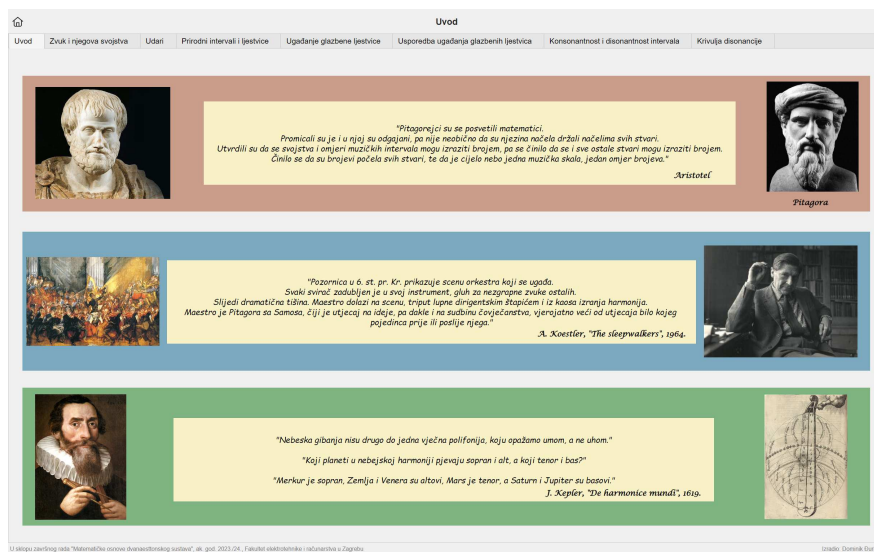 Uvod
Uvod
Zvuk i njegova svojstva
Udari
Prirodni intervali i ljestvice
Ugađanje glazbene ljestvice
Usporedba ugađanja glazbenih ljestvica
Konsonantnost i disonantnost intervala
Krivulja disonancije
"Pitagorejci su se posvetili matematici.
Promicali su je i u njoj su odgajani, pa nije neobično da su njezina načela držali načelima svih stvari.
Utvrdili su da se svojstva i omjeri muzičkih intervala mogu izraziti brojem, pa se činilo da se i sve ostale stvari mogu izraziti brojem.
Činilo se da su brojevi počela svih stvari, te da je cijelo nebo jedna muzička skala, jedan omjer brojeva."
Aristotel
Pitagora
"Pozornica u 6. st. pr. Kr. prikazuje scenu orkestra koji se ugađa.
Svaki svirač zadubljen je u svoj instrument, gluh za nezgrapne zvuke ostalih.
Slijedi dramatična tišina. Maestro dolazi na scenu, triput lupne dirigentskim štapićem i iz kaosa izranja harmonija.
Maestro je Pitagora sa Samosa, čiji je utjecaj na ideje, pa dakle i na sudbinu čovječanstva, vjerojatno veći od utjecaja bilo kojeg
pojedinca prije ili poslije njega."
A. Koestler, "The sleepwalkers", 1964.
"Nebeska gibanja nisu drugo do jedna vječna polifonija, koju opažamo umom, a ne uhom."
"Koji planeti u nebejskoj harmoniji pjevaju sopran i alt, a koji tenor i bas?"
"Merkur je sopran, Zemlja i Venera su altovi, Mars je tenor, a Saturn i Jupiter su basovi."
J. Kepler, "De harmonice mundi", 1619.
U sklopu završnog rada "Matematičke osnove dvanaesttonskog sustava", ak. god. 2023./24., Fakultet elektrotehnike i računarstva u Zagrebu
Izradio: Dominik